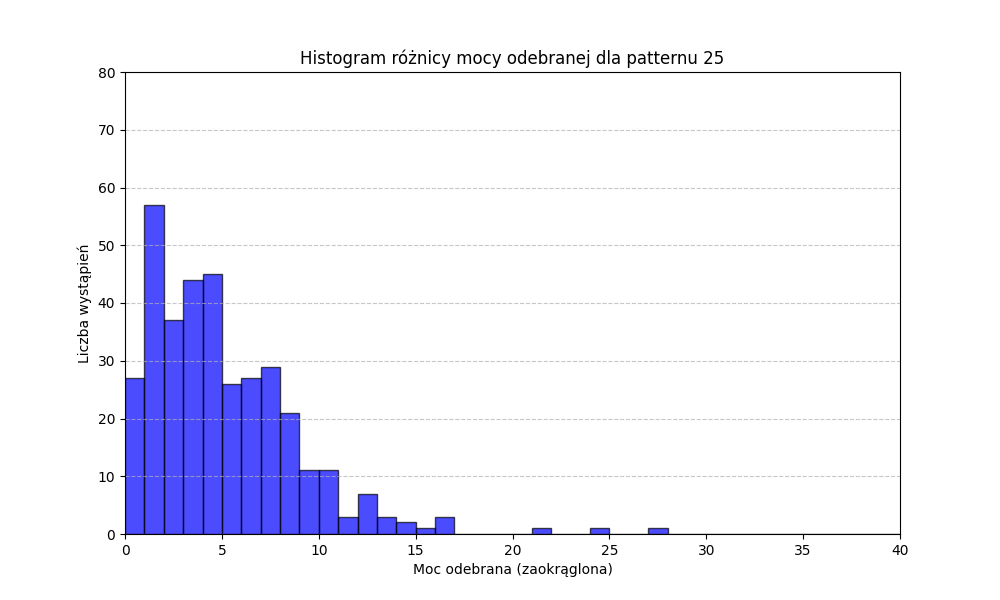 Histogram różnicy mocy odebranej dla patternu 25
80
70
60
50
40
30
20
10
0
Liczba wystąpień
0 5 10 15 20 25 30 35 40
Moc odebrana (zaokrąglona)